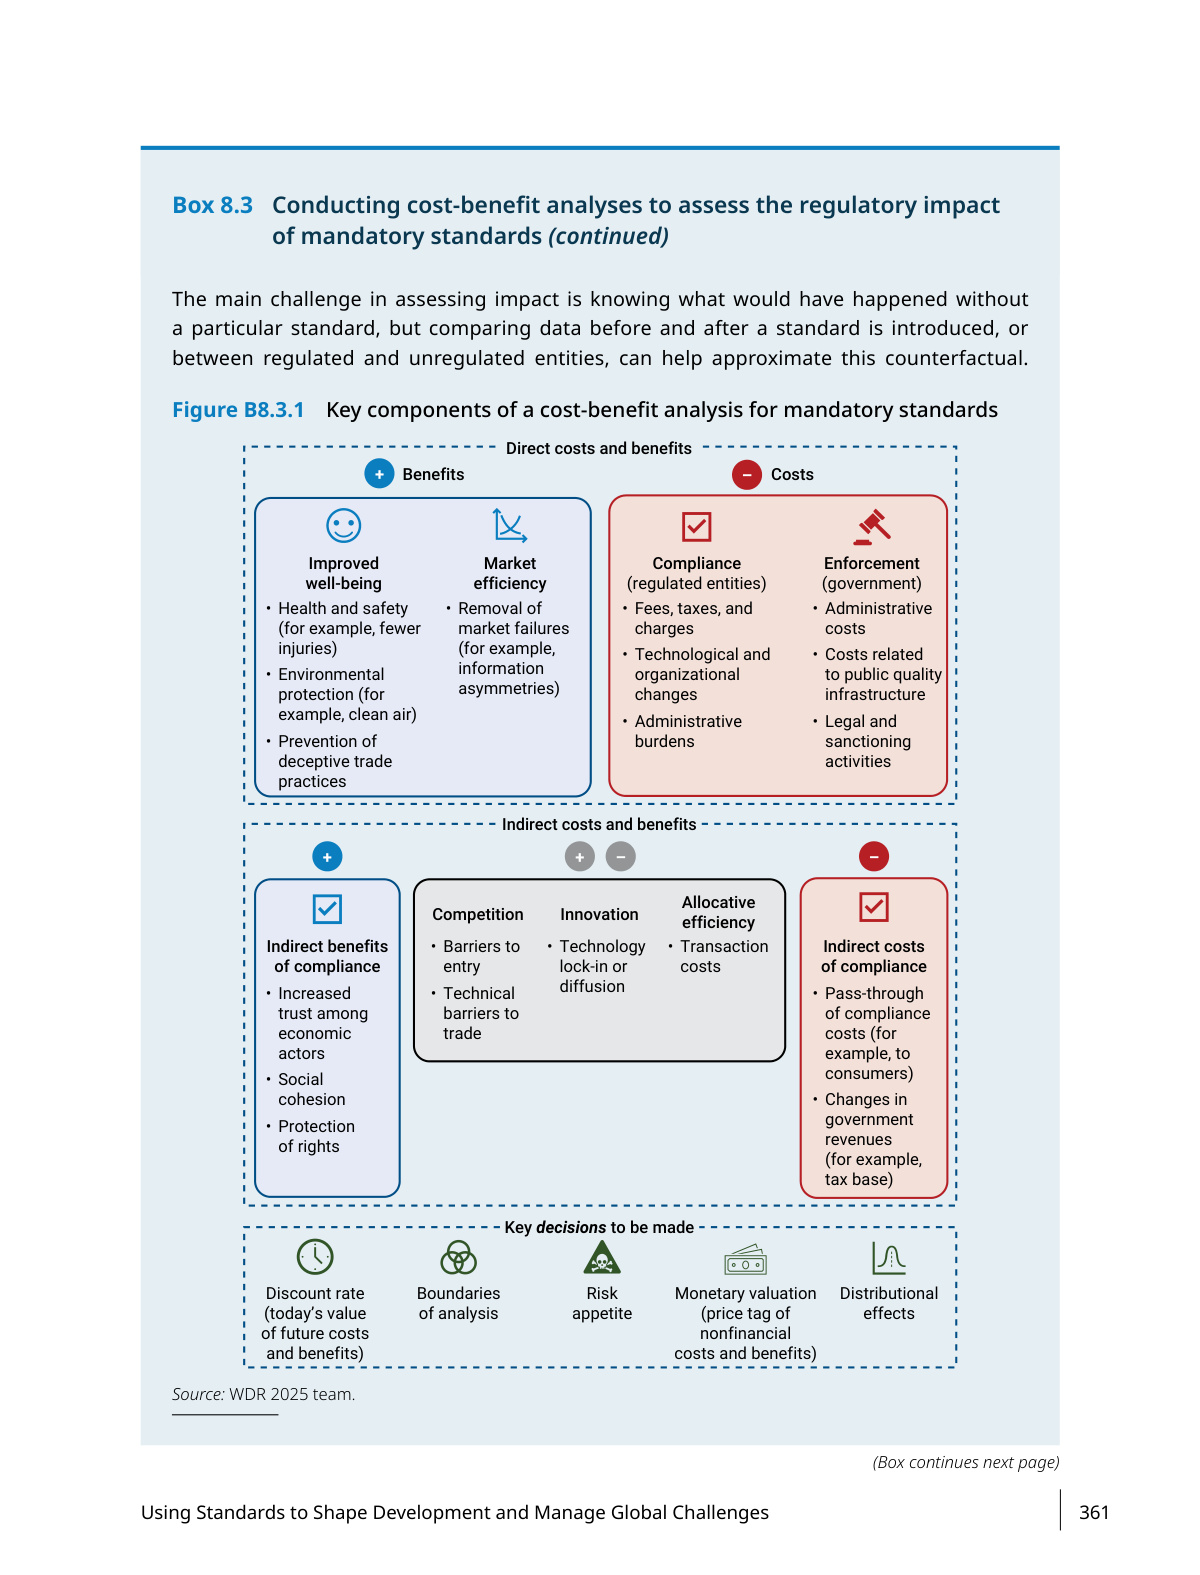 Box 8.3 Conducting cost-benefit analyses to assess the regulatory impact
of mandatory standards (continued)
The main challenge in assessing impact is knowing what would have happened without
a particular standard, but comparing data before and after a standard is introduced, or
between regulated and unregulated entities, can help approximate this counterfactual.
Figure B8.3.1 Key components of a cost-benefit analysis for mandatory standards
Direct costs and benefits
+ Benefits
Improved
well-being
• Health and safety
(for example, fewer
injuries)
• Environmental
protection (for
example, clean air)
• Prevention of
deceptive trade
practices
Market
efficiency
• Removal of
market failures
(for example,
information
asymmetries)
– Costs
Compliance
(regulated entities)
• Fees, taxes, and
charges
• Technological and
organizational
changes
• Administrative
burdens
Enforcement
(government)
• Administrative
costs
• Costs related
to public quality
infrastructure
• Legal and
sanctioning
activities
Indirect costs and benefits
+
Indirect benefits
of compliance
• Increased
trust among
economic
actors
• Social
cohesion
• Protection
of rights
+ –
Competition
• Barriers to
entry
• Technical
barriers to
trade
Innovation
• Technology
lock-in or
diffusion
Allocative
efficiency
• Transaction
costs
–
Indirect costs
of compliance
• Pass-through
of compliance
costs (for
example, to
consumers)
• Changes in
government
revenues
(for example,
tax base)
Key decisions to be made
Discount rate
(today’s value
of future costs
and benefits)
Boundaries
of analysis
Risk
appetite
Monetary valuation
(price tag of
nonfinancial
costs and benefits)
Distributional
effects
Source: WDR 2025 team.
(Box continues next page)
Using Standards to Shape Development and Manage Global Challenges
361